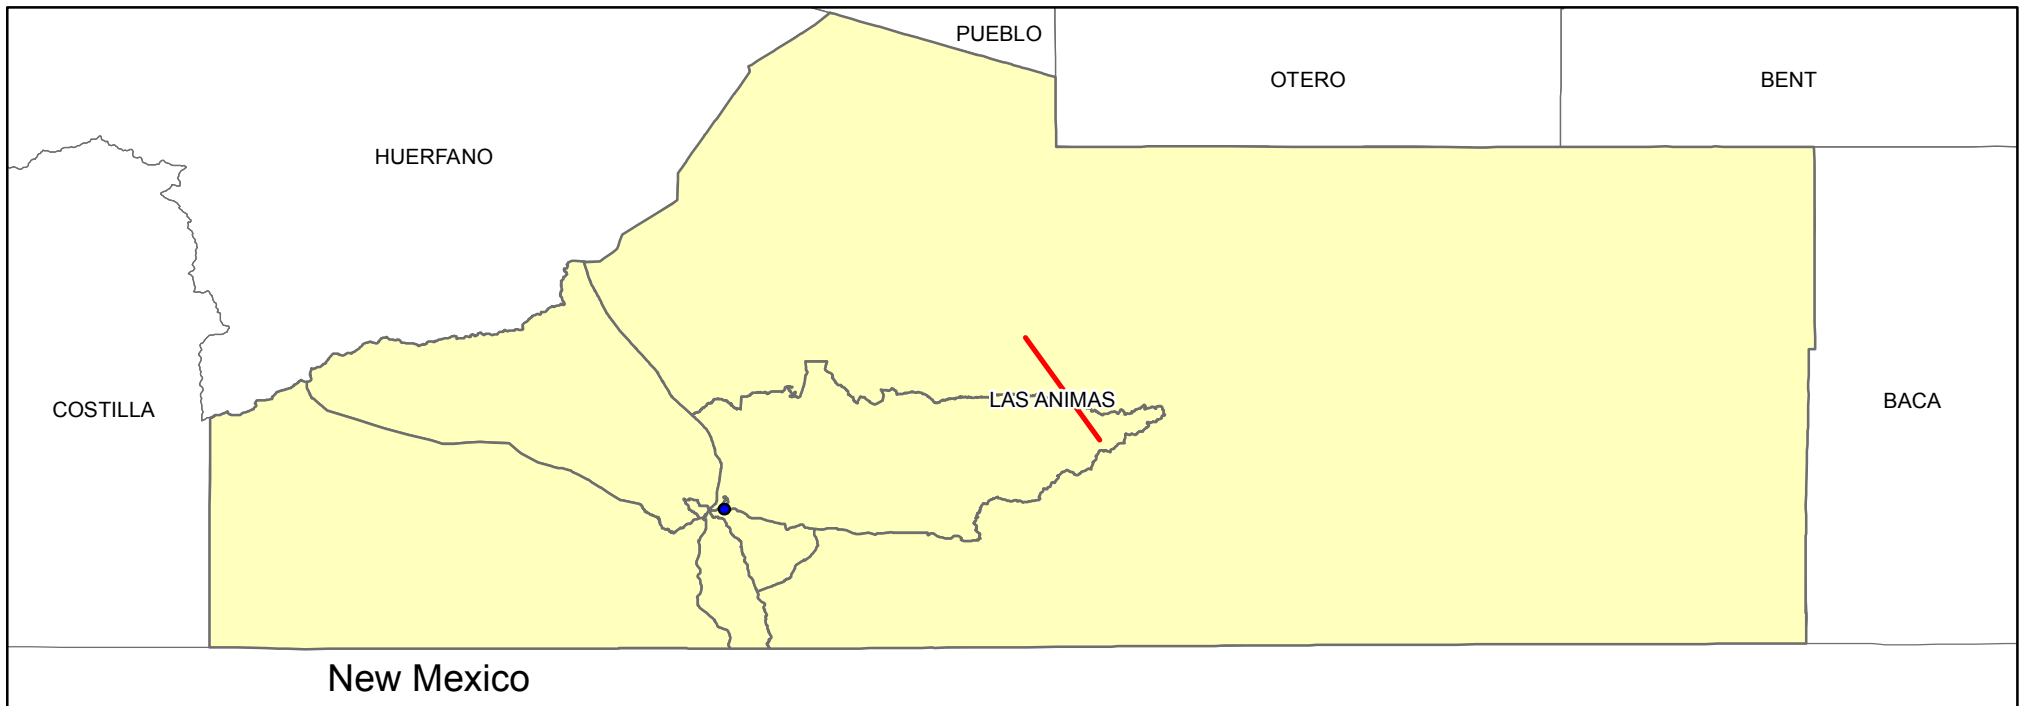 PUEBLO
OTERO
BENT
HUERFANO
LAS ANIMAS
COSTILLA
BACA
New Mexico